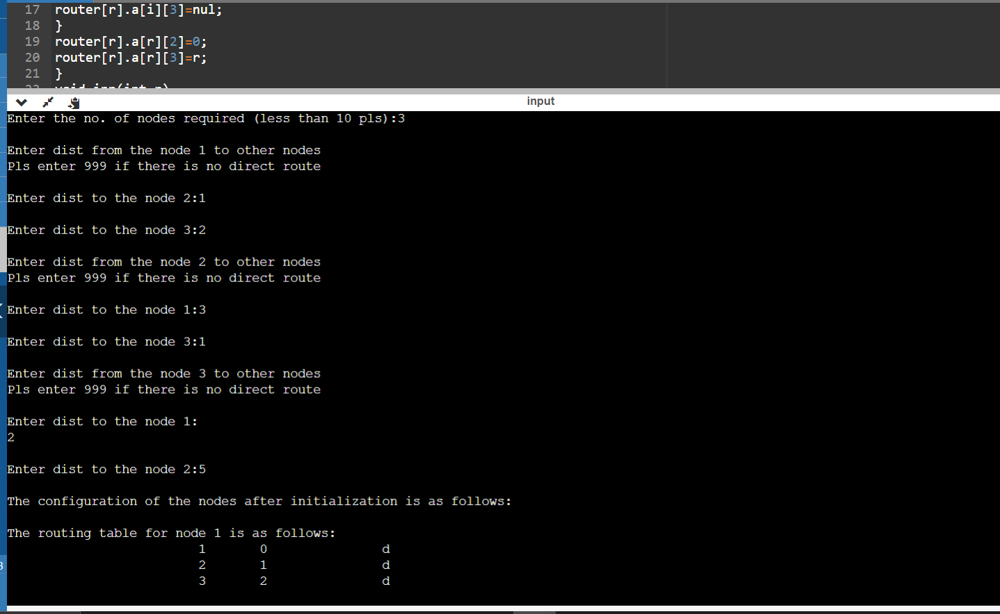 17 router[r].a[i][3]=nul;
18 }
19 router[r].a[r][2]=0;
20 router[r].a[r][3]=r;
21 }
input
Enter the no. of nodes required (less than 10 pls):3
Enter dist from the node 1 to other nodes
Pls enter 999 if there is no direct route
Enter dist to the node 2:1
Enter dist to the node 3:2
Enter dist from the node 2 to other nodes
Pls enter 999 if there is no direct route
Enter dist to the node 1:3
Enter dist to the node 3:1
Enter dist from the node 3 to other nodes
Pls enter 999 if there is no direct route
Enter dist to the node 1:
2
Enter dist to the node 2:5
The configuration of the nodes after initialization is as follows:
The routing table for node 1 is as follows:
1 0 d
2 1 d
3 2 d